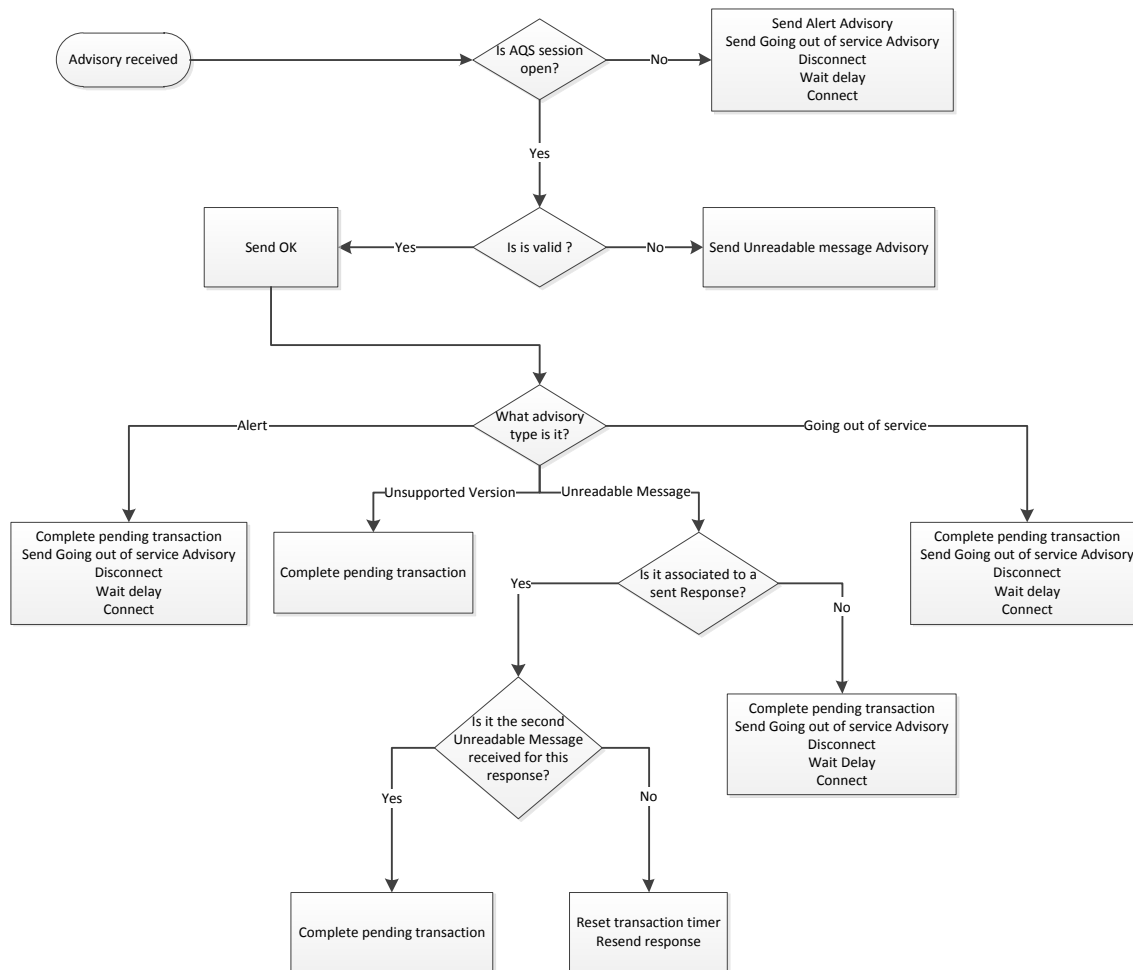 Advisory received
Is AQS session
open?
No
Send Alert Advisory
Send Going out of service Advisory
Disconnect
Wait delay
Connect
Yes
Send OK
Yes
Is is valid ?
No
Send Unreadable message Advisory
What advisory
type is it?
Alert
Going out of service
Unsupported Version
Unreadable Message
Complete pending transaction
Send Going out of service Advisory
Disconnect
Wait delay
Connect
Complete pending transaction
Yes
Is it associated to a
sent Response?
No
Complete pending transaction
Send Going out of service Advisory
Disconnect
Wait delay
Connect
Is it the second
Unreadable Message
received for this
response?
Complete pending transaction
Send Going out of service Advisory
Disconnect
Wait Delay
Connect
Yes
No
Complete pending transaction
Reset transaction timer
Resend response